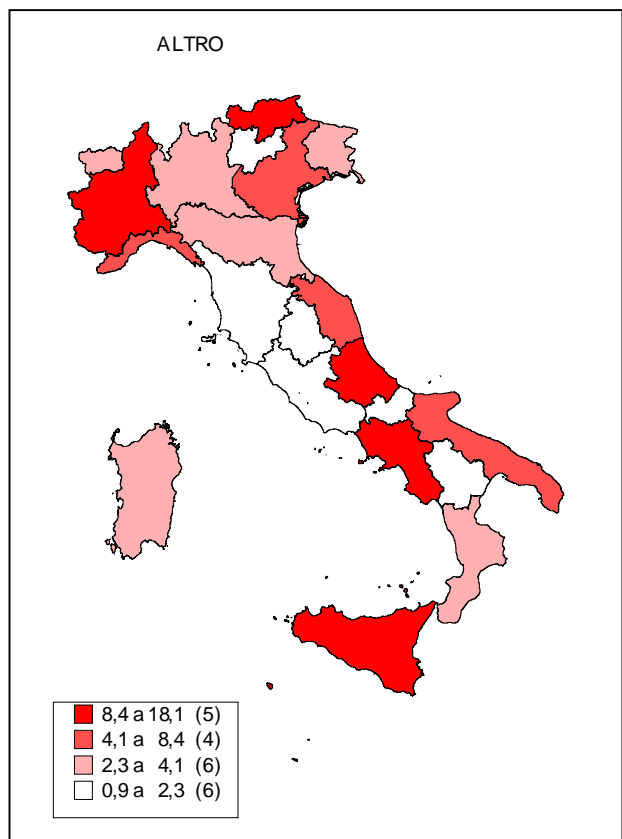 ALTRO
8,4 a 18,1 (5)
4,1 a 8,4 (4)
2,3 a 4,1 (6)
0,9 a 2,3 (6)